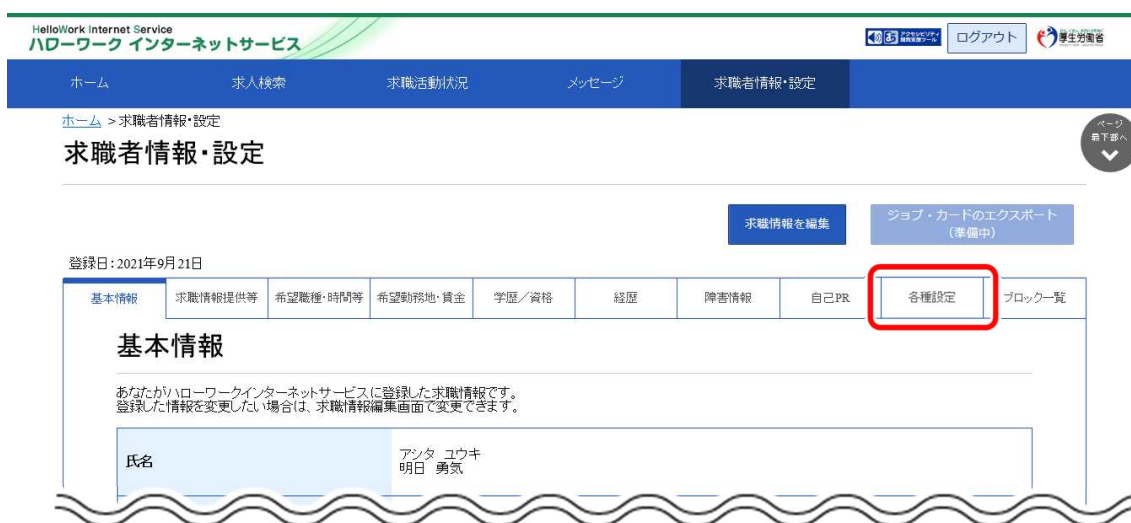 HelloWork Internet Service
ハローワーク インターネットサービス
ログアウト
厚生労働省
ホーム
求人検索
求職活動状況
メッセージ
求職者情報・設定
ホーム >求職者情報・設定
ページ
最下部へ
求職者情報・設定
求職情報を編集
ジョブ・カードのエクスポート
(準備中)
登録日:2021年9月21日
基本情報
求職情報提供等
希望職種・時間等
希望勤務地・賃金
学歴／資格
経歴
障害情報
自己PR
各種設定
ブロック一覧
基本情報
あなたがハローワークインターネットサービスに登録した求職情報です。
登録した情報を変更したい場合は、求職情報編集画面で変更できます。
氏名
アシタ ユウキ
明日 勇気